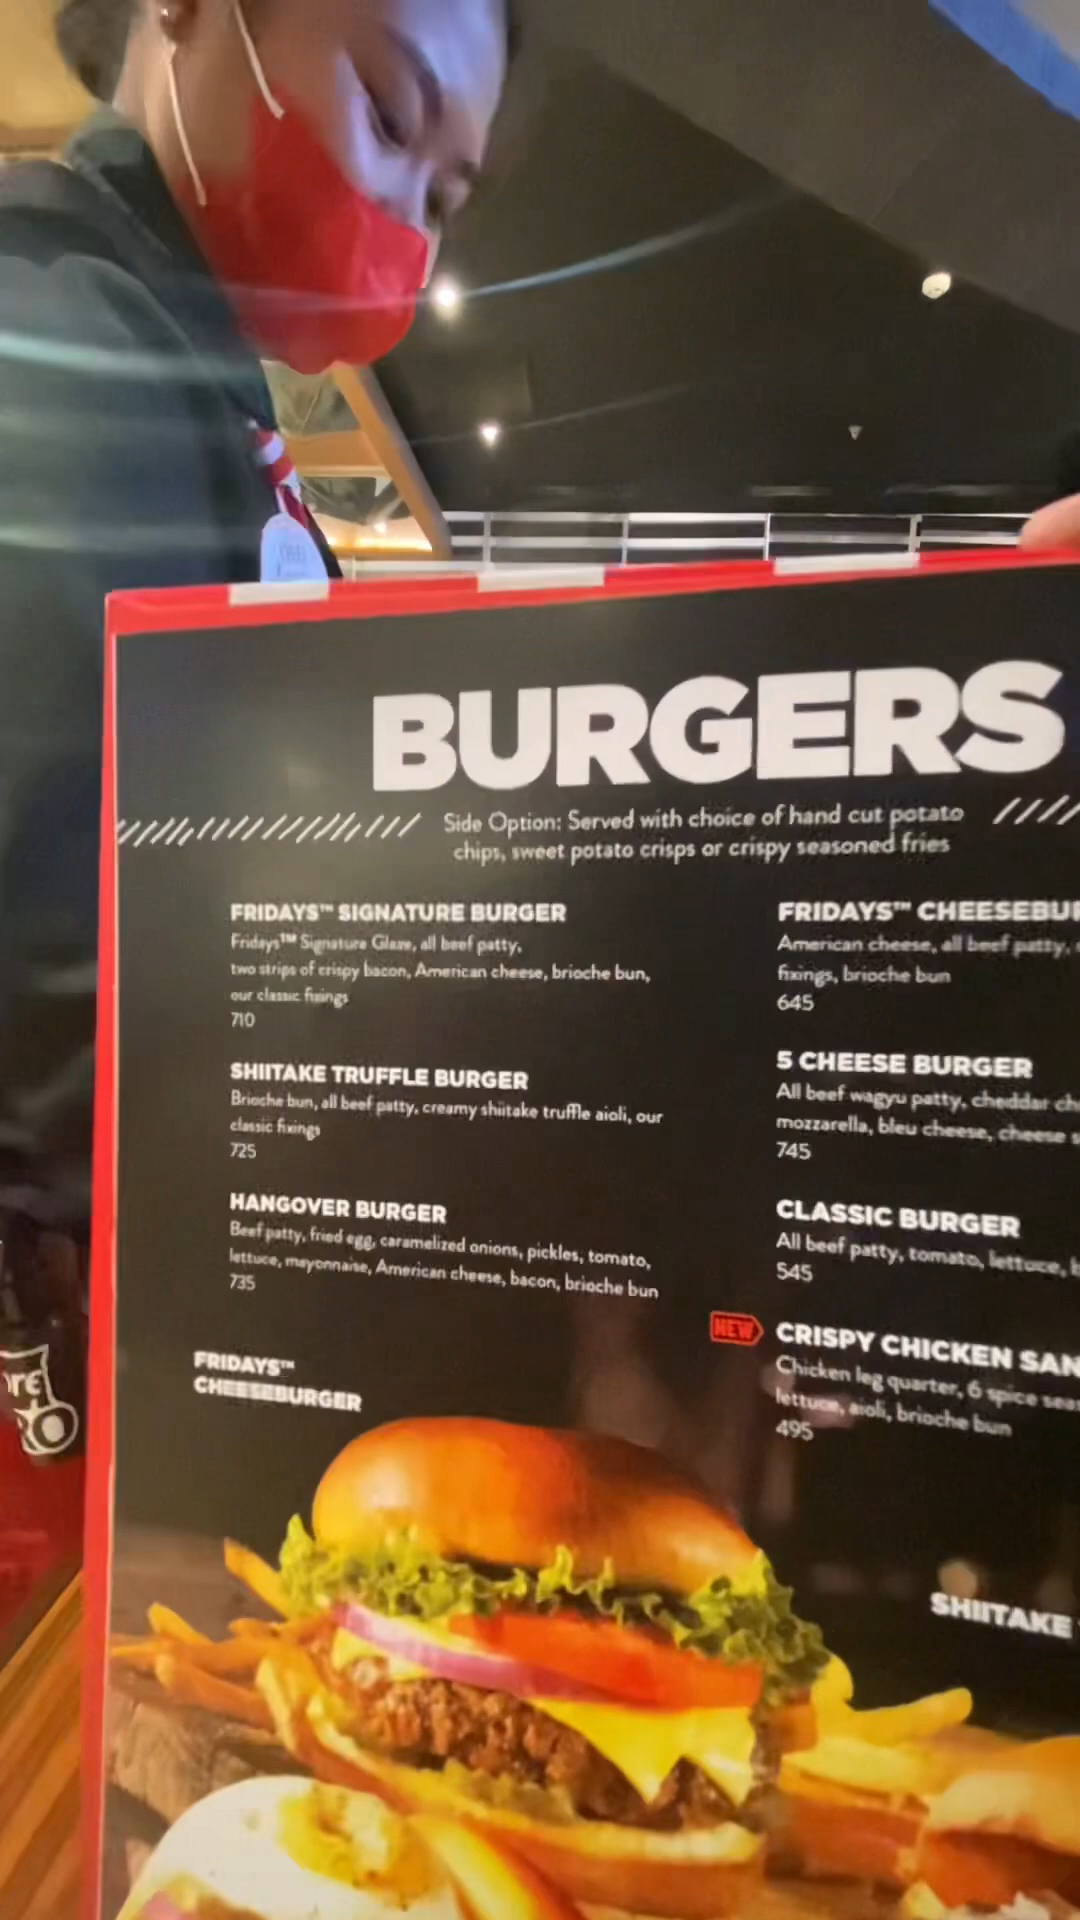 BURGERS
Side Option: Served with choice of hand cut potato
chips, sweet potato crisps or crispy seasoned fries
FRIDAYS™ SIGNATURE BURGER
Fridays™ Signature Glaze, all beef patty,
two strips of crispy bacon, American cheese, brioche bun,
our classic fixings
710
SHIITAKE TRUFFLE BURGER
Brioche bun, all beef patty, creamy shiitake truffle aioli, our
classic fixings
725
HANGOVER BURGER
Beef patty, fried egg, caramelized onions, pickles, tomato,
lettuce, mayonnaise, American cheese, bacon, brioche bun
735
FRIDAYS™
CHEESEBURGER
FRIDAYS™ CHEESEBUR
American cheese, all beef patty,
fixings, brioche bun
645
5 CHEESE BURGER
All beef wagyu patty, cheddar ch
mozzarella, bleu cheese, cheese s
745
CLASSIC BURGER
All beef patty, tomato, lettuce, b
545
NEW
CRISPY CHICKEN SAN
Chicken leg quarter, 6 spice seas
lettuce, aioli, brioche bun
495
SHIITAKE